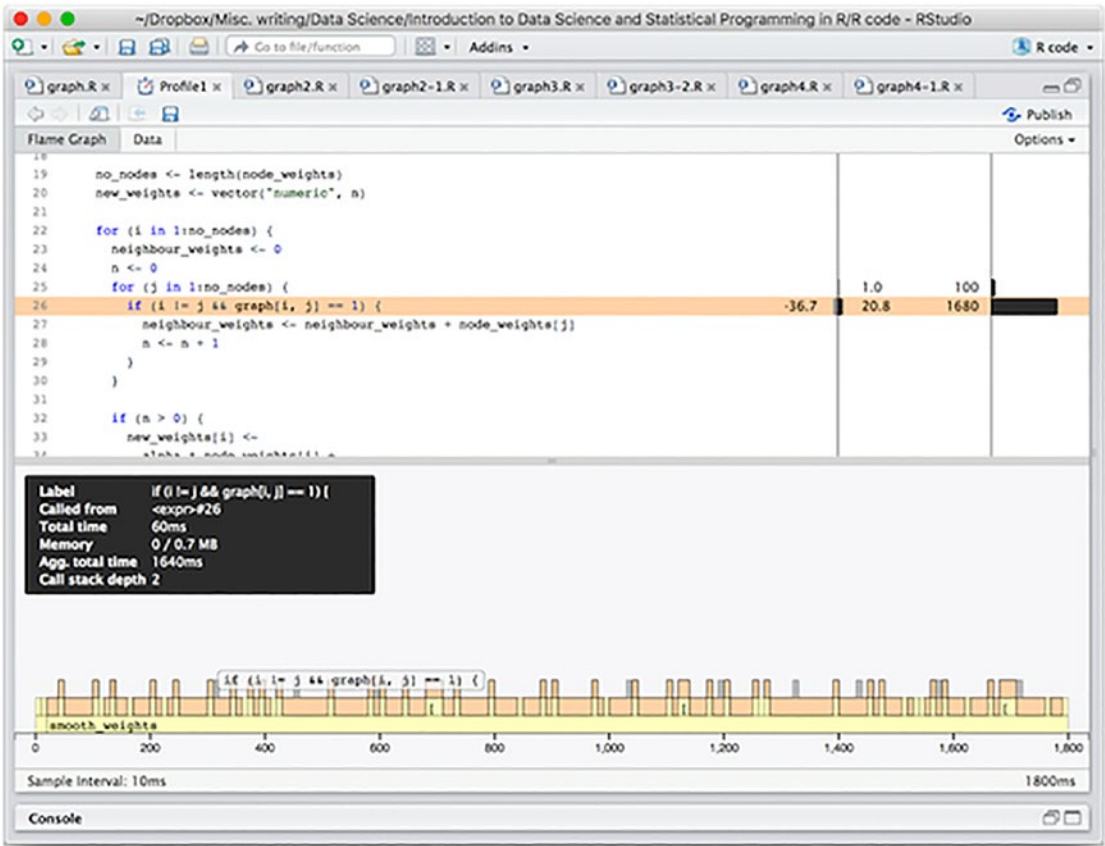 ~/Dropbox/Misc. writing/Data Science/Introduction to Data Science and Statistical Programming in R/R code - RStudio
Go to file/function Addins R code
graph.R Profile1 graph2.R graph2-1.R graph3.R graph3-2.R graph4.R graph4-1.R
Publish
Flame Graph Data Options
18
19 no_nodes <- length(node_weights)
20 new_weights <- vector("numeric", n)
21
22 for (i in 1:no_nodes) {
23 neighbour_weights <- 0
24 n <- 0
25 for (j in 1:no_nodes) { 1.0 100
26 if (i != j && graph[i, j] == 1) { -36.7 20.8 1680
27 neighbour_weights <- neighbour_weights + node_weights[j]
28 n <- n + 1
29 }
30 }
31
32 if (n > 0) {
33 new_weights[i] <-
34 alpha * node_weights[i] +
Label if (i != j && graph[i, j] == 1) {
Called from <expr>#26
Total time 60ms
Memory 0 / 0.7 MB
Agg. total time 1640ms
Call stack depth 2
if (i != j && graph[i, j] == 1) {
[ [ [
smooth_weights
0 200 400 600 800 1,000 1,200 1,400 1,600 1,800
Sample Interval: 10ms 1800ms
Console